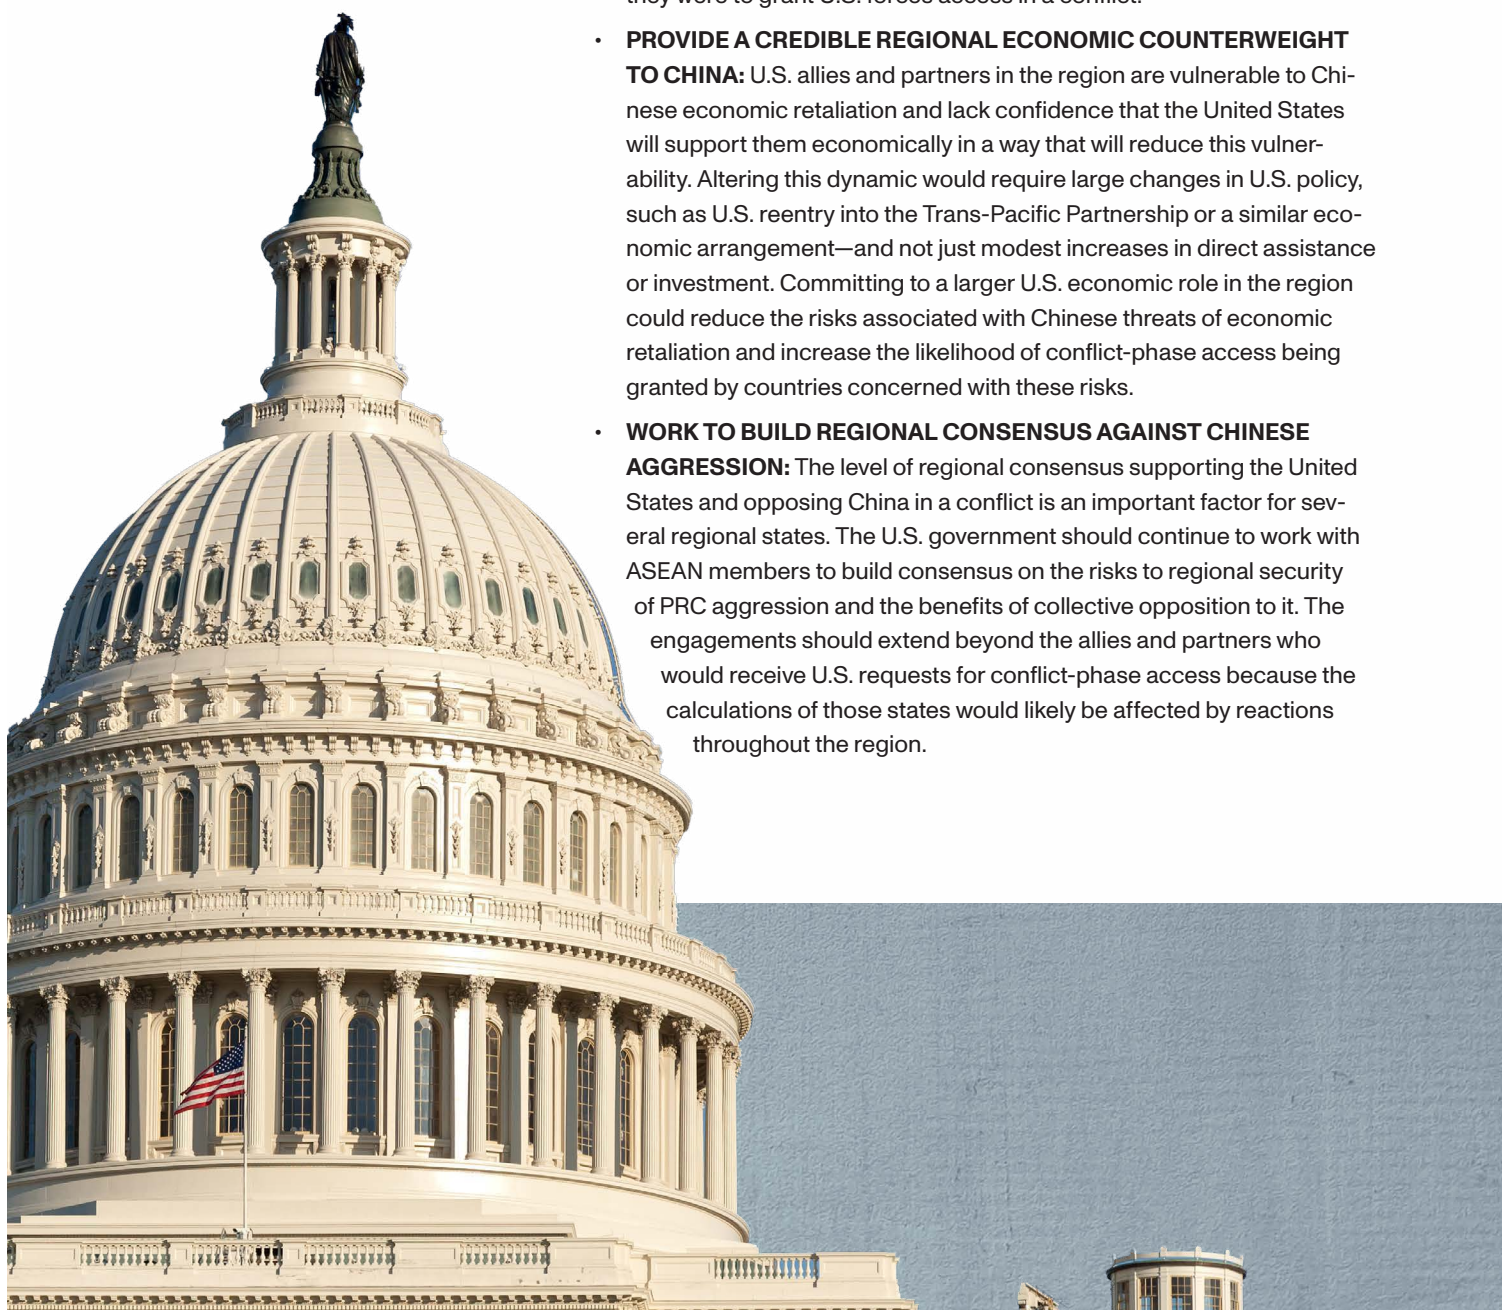 they were to grant U.S. forces access in a conflict.
• PROVIDE A CREDIBLE REGIONAL ECONOMIC COUNTERWEIGHT
TO CHINA: U.S. allies and partners in the region are vulnerable to Chi-
nese economic retaliation and lack confidence that the United States
will support them economically in a way that will reduce this vulner-
ability. Altering this dynamic would require large changes in U.S. policy,
such as U.S. reentry into the Trans-Pacific Partnership or a similar eco-
nomic arrangement—and not just modest increases in direct assistance
or investment. Committing to a larger U.S. economic role in the region
could reduce the risks associated with Chinese threats of economic
retaliation and increase the likelihood of conflict-phase access being
granted by countries concerned with these risks.
• WORK TO BUILD REGIONAL CONSENSUS AGAINST CHINESE
AGGRESSION: The level of regional consensus supporting the United
States and opposing China in a conflict is an important factor for sev-
eral regional states. The U.S. government should continue to work with
ASEAN members to build consensus on the risks to regional security
of PRC aggression and the benefits of collective opposition to it. The
engagements should extend beyond the allies and partners who
would receive U.S. requests for conflict-phase access because the
calculations of those states would likely be affected by reactions
throughout the region.